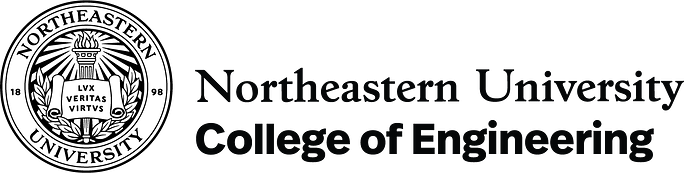 NORTHEASTERN
18 98
LVX
VERITAS
VIRTVS
UNIVERSITY
Northeastern University
College of Engineering